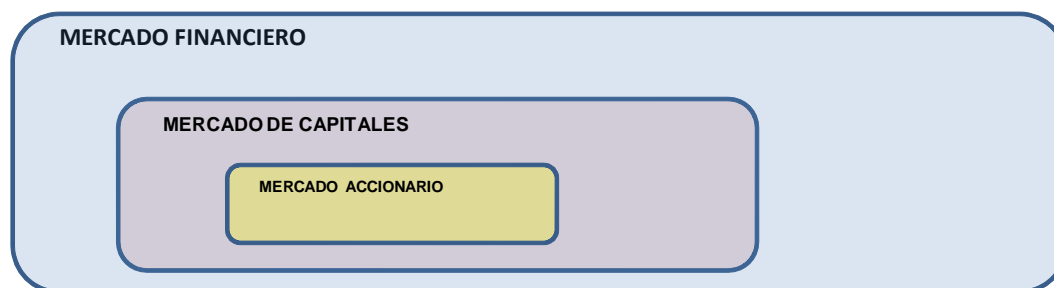 MERCADO FINANCIERO
MERCADO DE CAPITALES
MERCADO ACCIONARIO